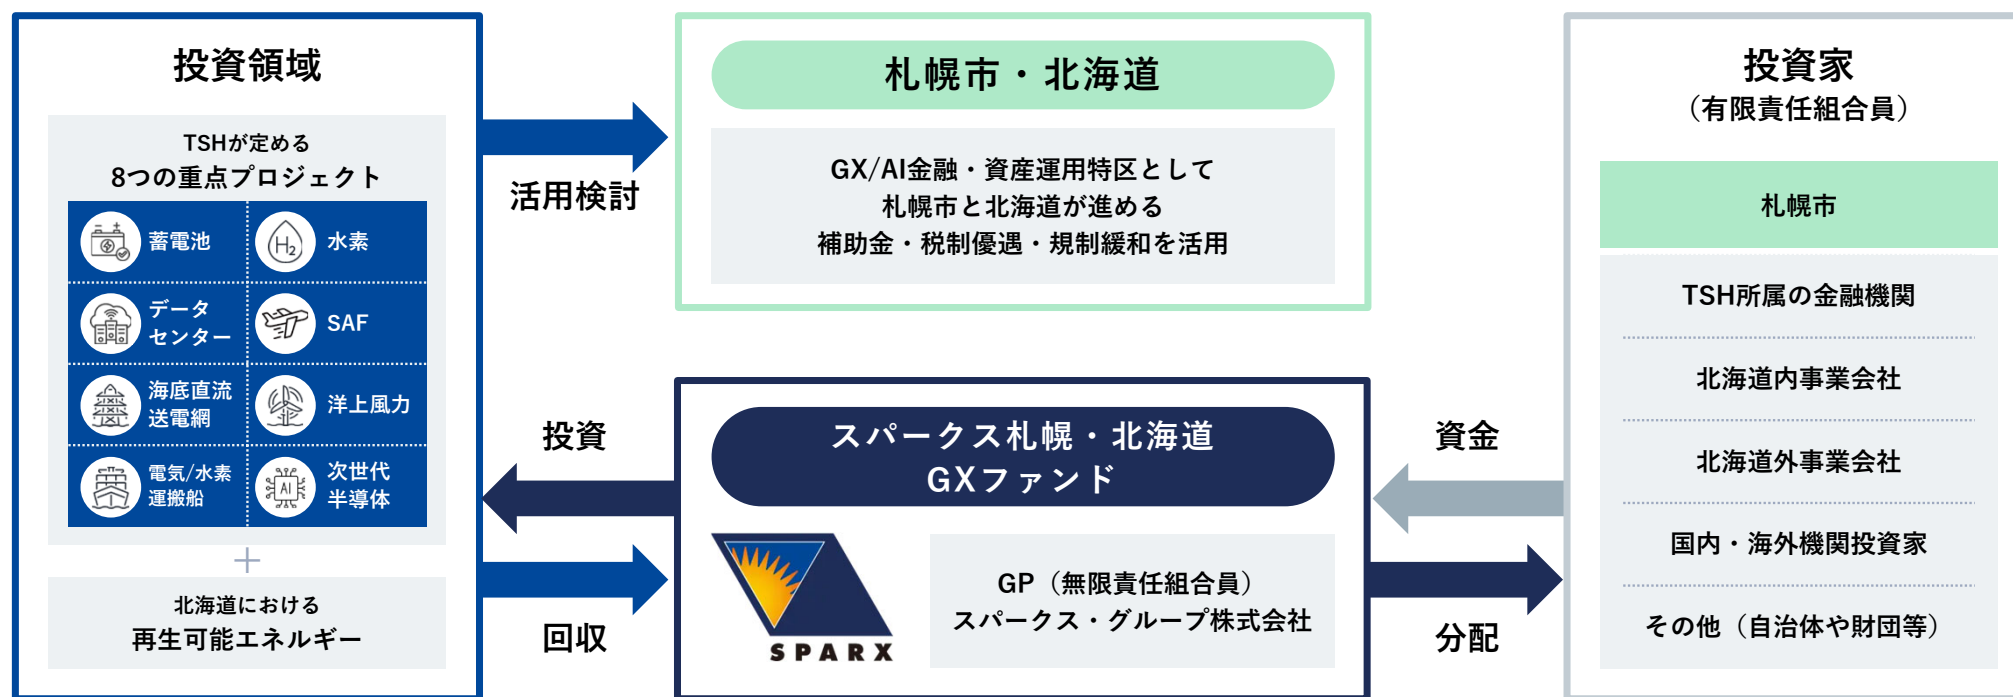 投資領域
TSHが定める
8つの重点プロジェクト
蓄電池
水素
データ
センター
SAF
海底直流
送電網
洋上風力
電気/水素
運搬船
次世代
半導体
H2
AI
+
北海道における
再生可能エネルギー
活用検討
投資
回収
札幌市・北海道
GX/AI金融・資産運用特区として
札幌市と北海道が進める
補助金・税制優遇・規制緩和を活用
スパークス札幌・北海道
GXファンド
SPARX
GP（無限責任組合員）
スパークス・グループ株式会社
資金
分配
投資家
（有限責任組合員）
札幌市
TSH所属の金融機関
北海道内事業会社
北海道外事業会社
国内・海外機関投資家
その他（自治体や財団等）